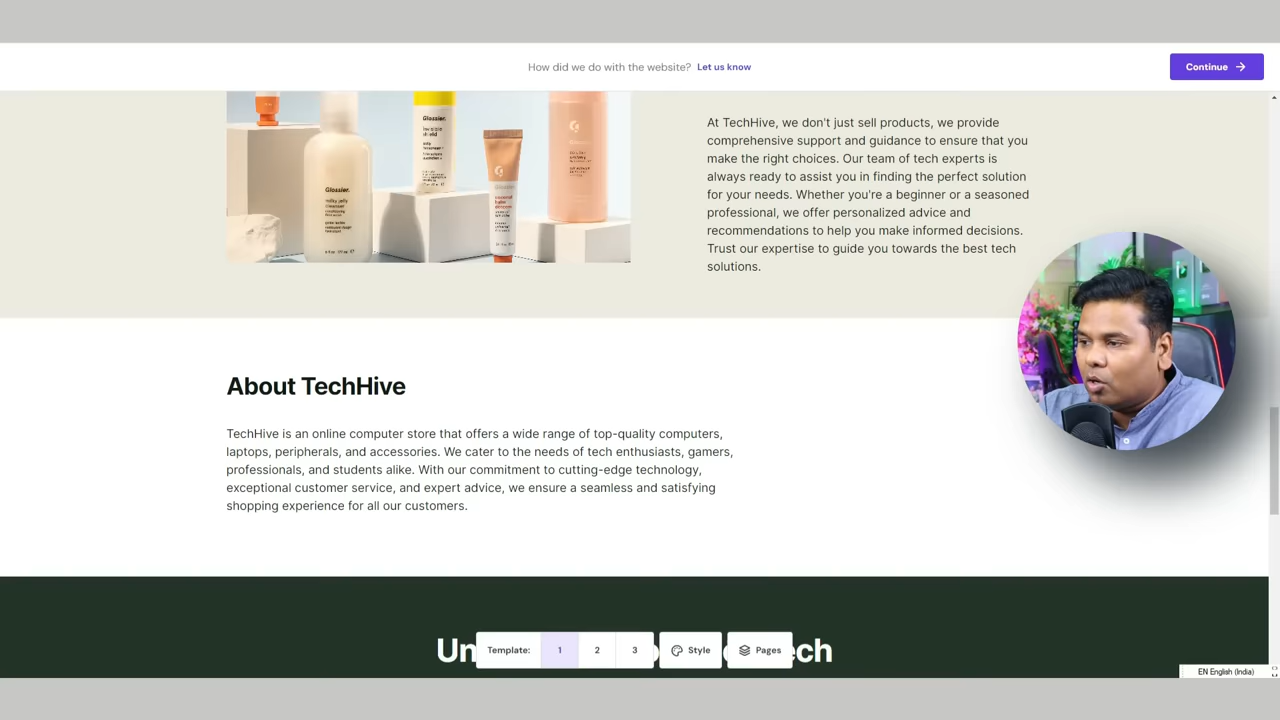 How did we do with the website? Let us know
Continue
Glossier.
invisible
shield
Glossier.
milky jelly
cleanser
Glossier.
At TechHive, we don't just sell products, we provide
comprehensive support and guidance to ensure that you
make the right choices. Our team of tech experts is
always ready to assist you in finding the perfect solution
for your needs. Whether you're a beginner or a seasoned
professional, we offer personalized advice and
recommendations to help you make informed decisions.
Trust our expertise to guide you towards the best tech
solutions.
About TechHive
TechHive is an online computer store that offers a wide range of top-quality computers,
laptops, peripherals, and accessories. We cater to the needs of tech enthusiasts, gamers,
professionals, and students alike. With our commitment to cutting-edge technology,
exceptional customer service, and expert advice, we ensure a seamless and satisfying
shopping experience for all our customers.
Template: 1 2 3 Style Pages
EN English (India)